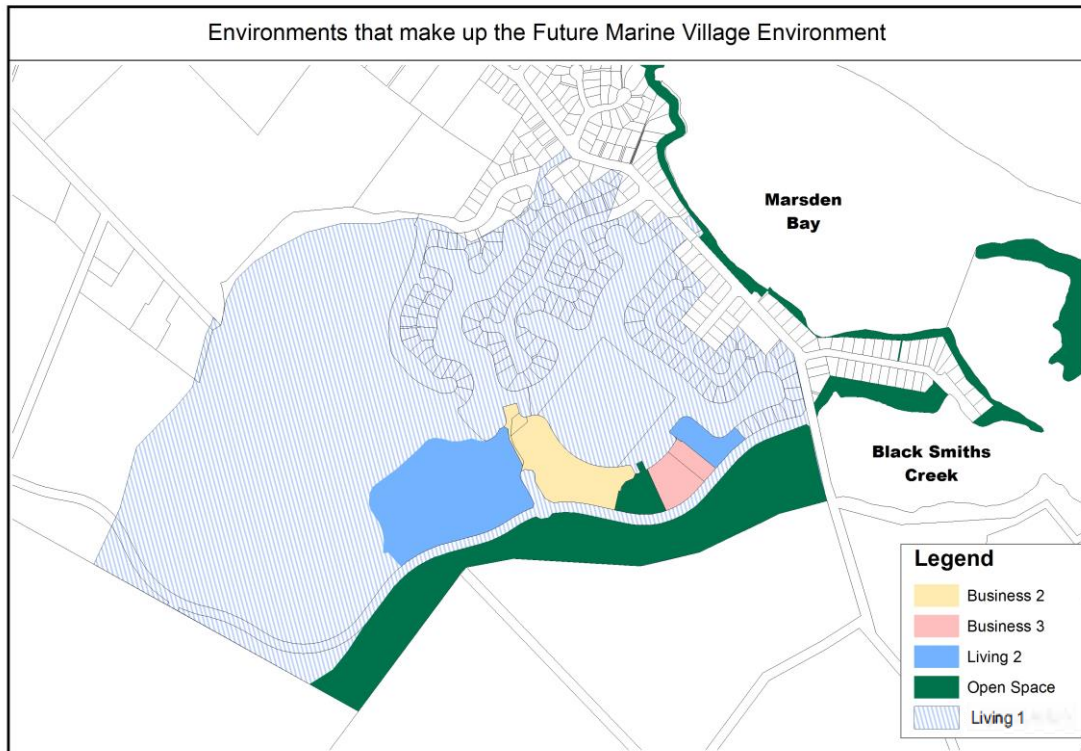 Environments that make up the Future Marine Village Environment
Marsden
Bay
Black Smiths
Creek
Legend
Business 2
Business 3
Living 2
Open Space
Living 1